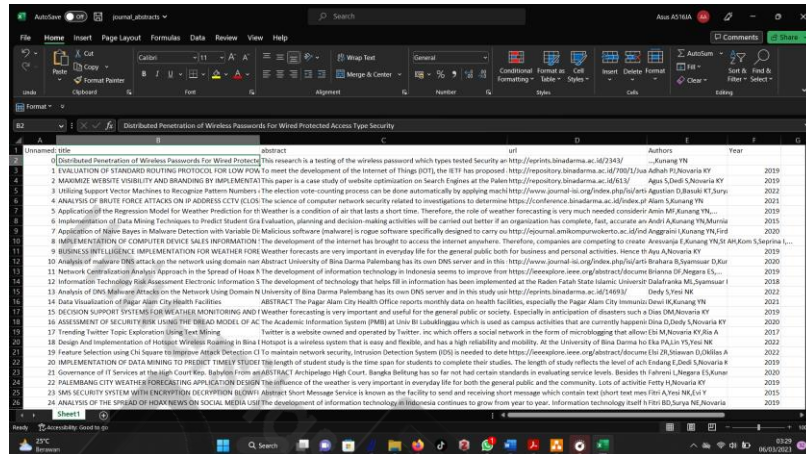 AutoSave Off journal_abstracts Search Asus A516JA AA
File Home Insert Page Layout Formulas Data Review View Help Comments Share
Cut
Copy
Paste Format Painter
Calibri 11 Wrap Text General
Merge & Center
Conditional Formatting Format as Table Cell Styles Insert Delete Format
AutoSum
Fill
Clear
Sort & Filter Find & Select
Undo Clipboard Font Alignment Number Styles Cells Editing
Format
B2 Distributed Penetration of Wireless Passwords For Wired Protected Access Type Security
A B C D E F G
1 Unnamed: title abstract url Authors Year
2 0 Distributed Penetration of Wireless Passwords For Wired Protecte This research is a testing of the wireless password which types tested Security an http://eprints.binadarma.ac.id/2343/ ...,Kunang YN
3 1 EVALUATION OF STANDARD ROUTING PROTOCOL FOR LOW POW To meet the development of the Internet of Things (IOT), the IETF has proposed http://repository.binadarma.ac.id/700/1/Jua Adhah PJ,Novaria KY 2019
4 2 MAXIMIZE WEBSITE VISIBILITY AND BRANDING BY IMPLEMENTAT This paper is a case study of website optimization on Search Engines at the Palem http://repository.binadarma.ac.id/613/ Agus S,Dedi S,Novaria KY 2019
5 3 Utilizing Support Vector Machines to Recognize Pattern Numbers The election vote-counting process can be done automatically by applying machi http://www.journal-isi.org/index.php/isi/arti Agustian D,Basuki KT,Sury 2022
6 4 ANALYSIS OF BRUTE FORCE ATTACKS ON IP ADDRESS CCTV (CLOS The science of computer network security related to investigations to determine https://conference.binadarma.ac.id/index.ph Alam S,Kunang YN 2021
7 5 Application of the Regression Model for Weather Prediction for th Weather is a condition of air that lasts a short time. Therefore, the role of weather forecasting is very much needed considerin Amin MF,Kunang YN,... 2019
8 6 Implementation of Data Mining Techniques to Predict Student Gra Evaluation, planning and decision-making activities will be carried out better if an organization has complete, fast, accurate an Andri A,Kunang YN,Murnia 2015
9 7 Application of Naive Bayes in Malware Detection with Variable Di Malicious software (malware) is rogue software specifically designed to carry ou http://ejournal.amikompurwokerto.ac.id/ind Anggraini I,Kunang YN,Fird 2019
10 8 IMPLEMENTATION OF COMPUTER DEVICE SALES INFORMATION The development of the internet has brought to access the internet anywhere. Therefore, companies are competing to create Aresvanja E,Kunang YN,St AH,Kom S,Seprina I,...
11 9 BUSINESS INTELLIGENCE IMPLEMENTATION FOR WEATHER FORE Weather forecasts are very important in everyday life for the general public both for business and personal activities. Hence th Ayu A,Novaria KY 2020
12 10 Analysis of malware DNS attack on the network using domain nan Abstract University of Bina Darma Palembang has its own DNS server and in this http://www.journal-isi.org/index.php/isi/arti Brahara B,Syamsuar D,Kur 2020
13 11 Network Centralization Analysis Approach in the Spread of Hoax N The development of information technology in Indonesia seems to improve from https://ieeexplore.ieee.org/abstract/docume Brianna DF,Negara ES,... 2019
14 12 Information Technology Risk Assessment Electronic Information S The development of technology that helps fill in information has been implemented at the Raden Fatah State Islamic Universit Dalafranka ML,Syamsuar I 2018
15 13 Analysis of DNS Malware Attacks on the Network Using Domain N University of Bina Darma Palembang has its own DNS server and in this study usir http://eprints.binadarma.ac.id/14693/ Dedy S,Yesi NK 2022
16 14 Data Visualization of Pagar Alam City Health Facilities ABSTRACT The Pagar Alam City Health Office reports monthly data on health facilities, especially the Pagar Alam City Immuniza Dewi IK,Kunang YN 2021
17 15 DECISION SUPPORT SYSTEMS FOR WEATHER MONITORING AND F Weather forecasting is very important and useful for the general public or society. Especially in anticipation of disasters such a Dias DM,Novaria KY 2019
18 16 ASSESSMENT OF SECURITY RISK USING THE DREAD MODEL OF AC The Academic Information System (PMB) at Univ BI Lubuklinggau which is used as campus activities that are currently happeni Dina D,Dedy S,Novaria KY 2020
19 17 Trending Twitter Topic Exploration Using Text Mining Twitter is a website owned and operated by Twitter. inc which offers a social network in the form of microblogging that allow Ebi M,Novaria KY,Ria A 2017
20 18 Design And Implementation of Hotspot Wireless Roaming in Bina Hotspot is a wireless system that is easy and flexible, and has a high reliability and mobility. At the University of Bina Darma ho Eka PA,Lin YS,Yesi NK 2022
21 19 Feature Selection using Chi Square to Improve Attack Detection Cl To maintain network security, Intrusion Detection System (IDS) is needed to dete https://ieeexplore.ieee.org/abstract/docume Elsi ZR,Stiawan D,Oklilas A 2022
22 20 IMPLEMENTATION OF DATA MINING TO PREDICT TIMELY STUDEN The length of student study is the time span for students to complete their studies. The length of study reflects the level of aca Endang E,Dedi S,Novaria K 2019
23 21 Governance of IT Services at the High Court Kep. Babylon from an ABSTRACT Archipelago High Court. Bangka Belitung has so far not had certain standards in evaluating service levels. Besides th Fahreni L,Negara ES,Kunar 2020
24 22 PALEMBANG CITY WEATHER FORECASTING APPLICATION DESIGN The influence of the weather is very important in everyday life for both the general public and the community. Lots of activitie Fetty H,Novaria KY 2019
25 23 SMS SECURITY SYSTEM WITH ENCRYPTION DECRYPTION BLOWFI Abstract Short Message Service is known as the facility to send and receiving short message which contain text (short text mes Fitri A,Yesi NK,Evi Y 2015
26 24 ANALYSIS OF THE SPREAD OF HOAX NEWS ON SOCIAL MEDIA USIN The development of information technology in Indonesia continues to grow from year to year. Information technology itself h Fitri BD,Surya NE,Novaria 2019
Sheet1
Ready Accessibility: Good to go
25°C
Berawan
Search
03:29
06/03/2023